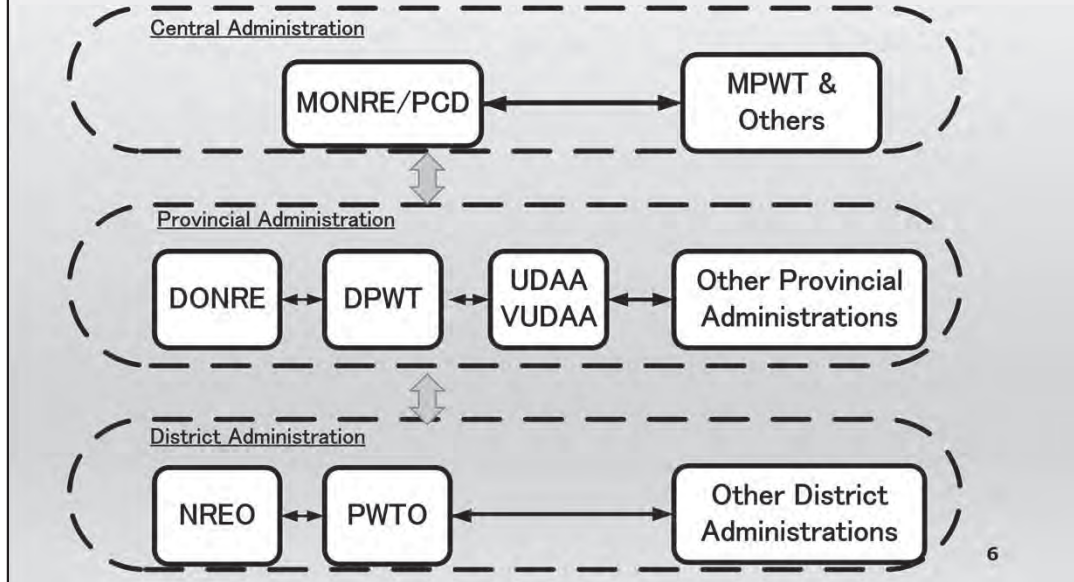 Central Administration
MONRE/PCD
MPWT &
Others
Provincial Administration
DONRE
DPWT
UDAA
VUDAA
Other Provincial
Administrations
District Administration
NREO
PWTO
Other District
Administrations
6